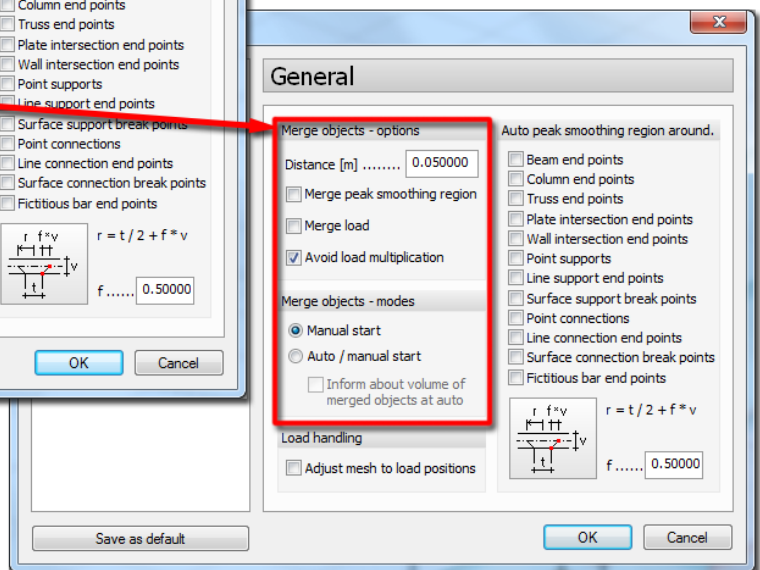 Column end points
Truss end points
Plate intersection end points
Wall intersection end points
Point supports
Line support end points
Surface support break points
Point connections
Line connection end points
Surface connection break points
Fictitious bar end points
r f*v
r = t / 2 + f * v
v
t
f ...... 0.50000
OK Cancel
x
General
Merge objects - options
Distance [m] ........ 0.050000
Merge peak smoothing region
Merge load
Avoid load multiplication
Merge objects - modes
Manual start
Auto / manual start
Inform about volume of
merged objects at auto
Load handling
Adjust mesh to load positions
Auto peak smoothing region around.
Beam end points
Column end points
Truss end points
Plate intersection end points
Wall intersection end points
Point supports
Line support end points
Surface support break points
Point connections
Line connection end points
Surface connection break points
Fictitious bar end points
r f*v
r = t / 2 + f * v
v
t
f ...... 0.50000
Save as default
OK Cancel